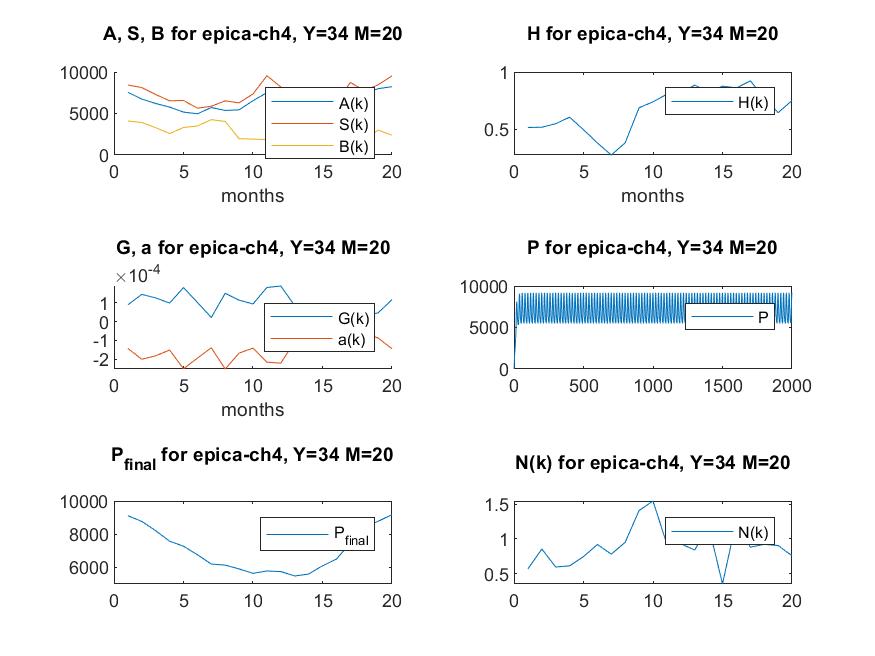 A, S, B for epica-ch4, Y=34 M=20
10000
5000
0
A(k)
S(k)
B(k)
0 5 10 15 20
months
H for epica-ch4, Y=34 M=20
1
0.5
H(k)
0 5 10 15 20
months
G, a for epica-ch4, Y=34 M=20
×10-4
1
0
-1
-2
G(k)
a(k)
0 5 10 15 20
months
P for epica-ch4, Y=34 M=20
10000
5000
0
P
0 500 1000 1500 2000
Pfinal for epica-ch4, Y=34 M=20
10000
8000
6000
Pfinal
0 5 10 15 20
N(k) for epica-ch4, Y=34 M=20
1.5
1
0.5
N(k)
0 5 10 15 20